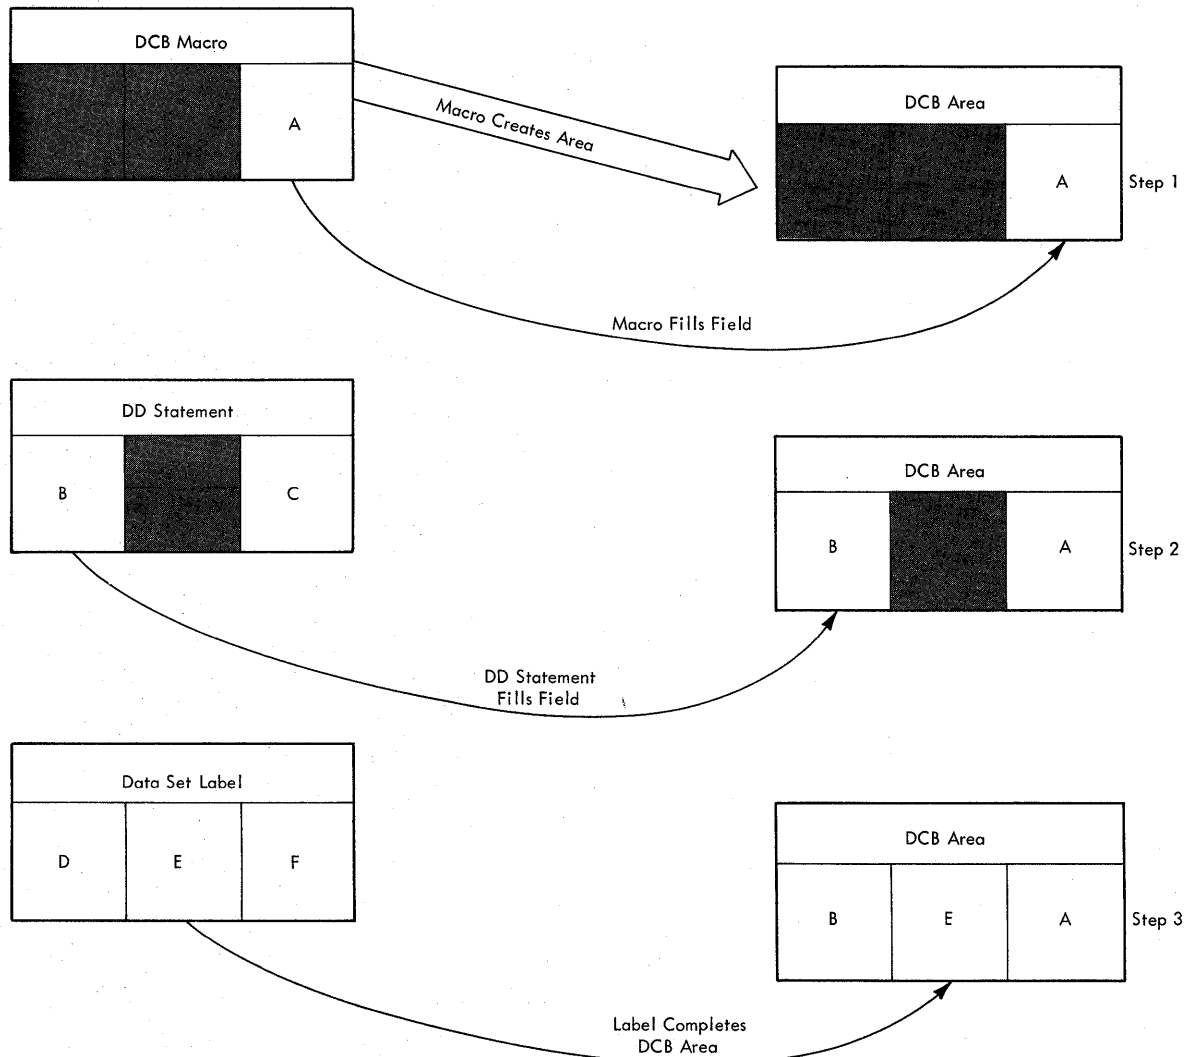 DCB Macro
A
Macro Creates Area
DCB Area
A
Step 1
Macro Fills Field
DD Statement
B
C
DCB Area
B
A
Step 2
DD Statement
Fills Field
Data Set Label
D
E
F
DCB Area
B
E
A
Step 3
Label Completes
DCB Area